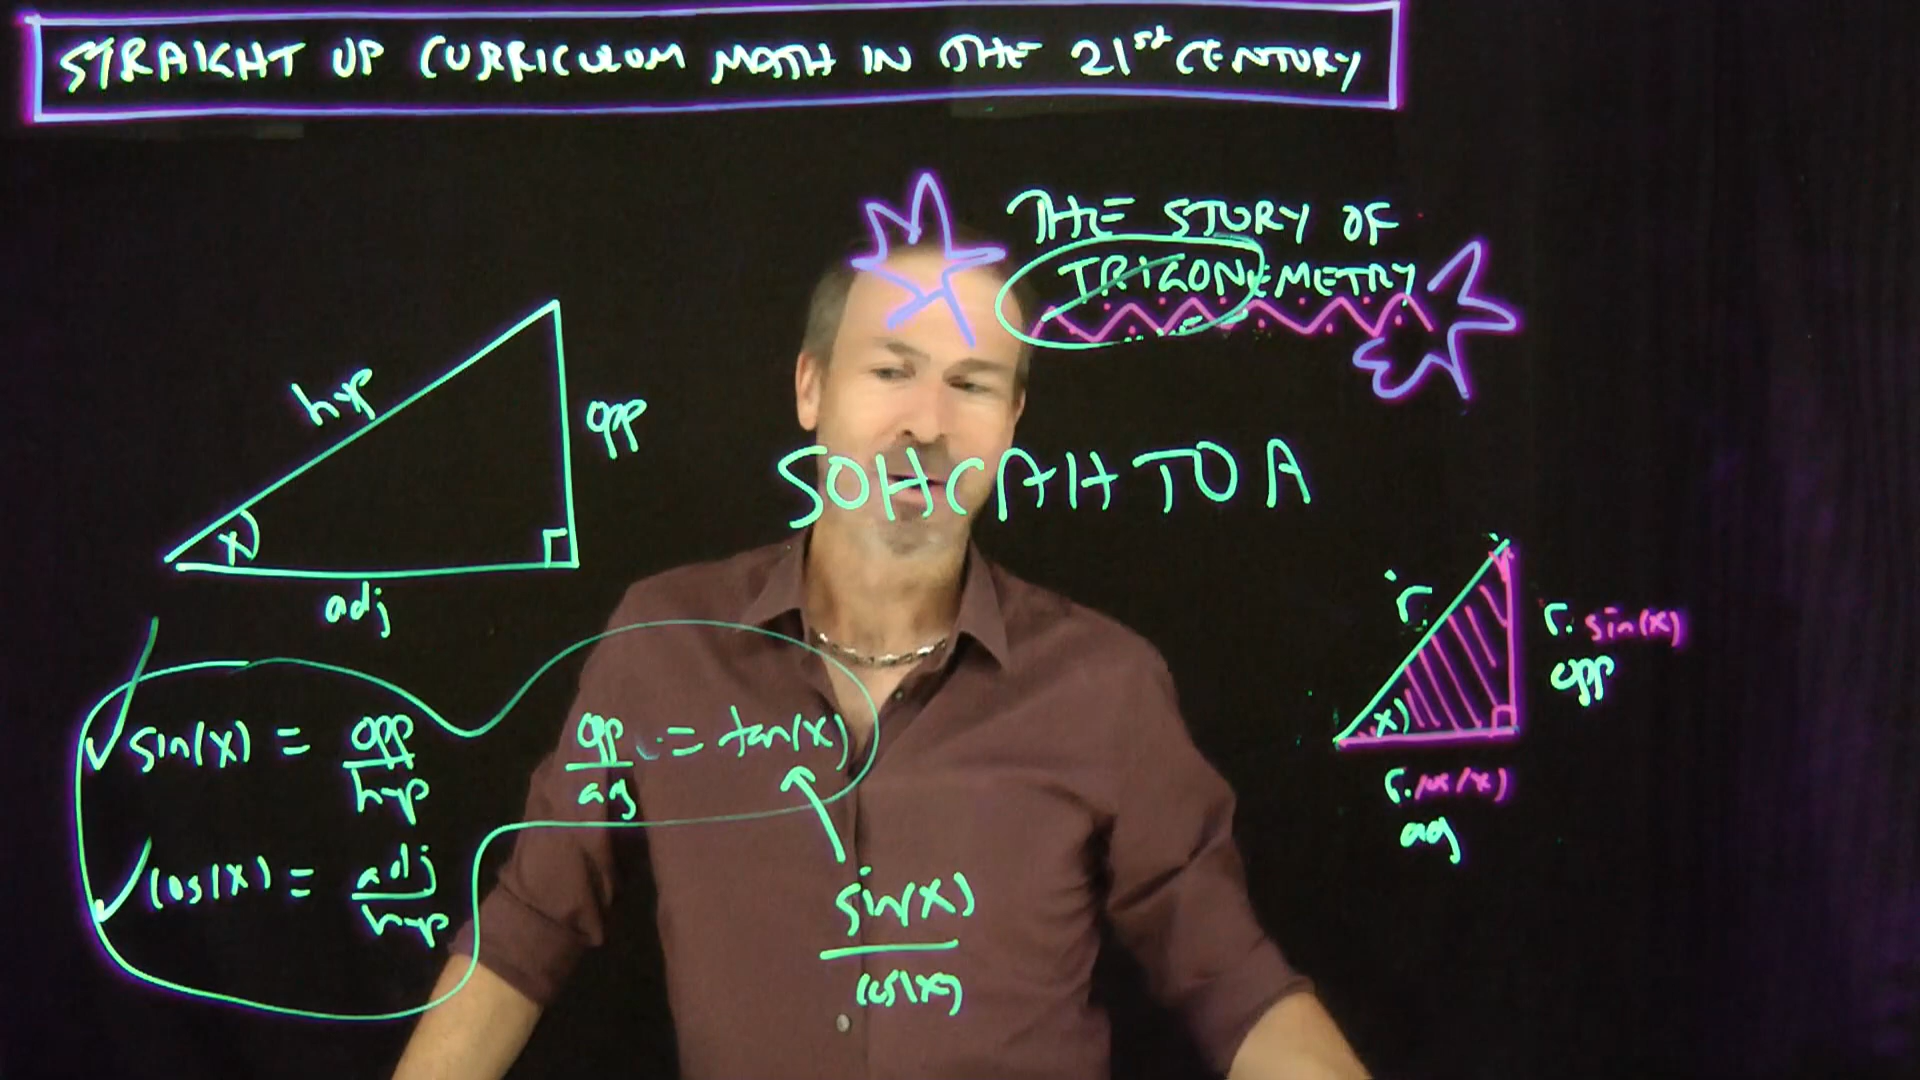 STRAIGHT UP CURRICULUM MATH IN THE 21st CENTURY
THE STORY OF
TRIGONOMETRY
hyp
opp
x
adj
SOHCAHTOA
sin(x) = opp/hyp
opp/adj = tan(x)
cos(x) = adj/hyp
sin(x)/cos(x)
r
r. sin(x)
opp
x
r. cos(x)
adj